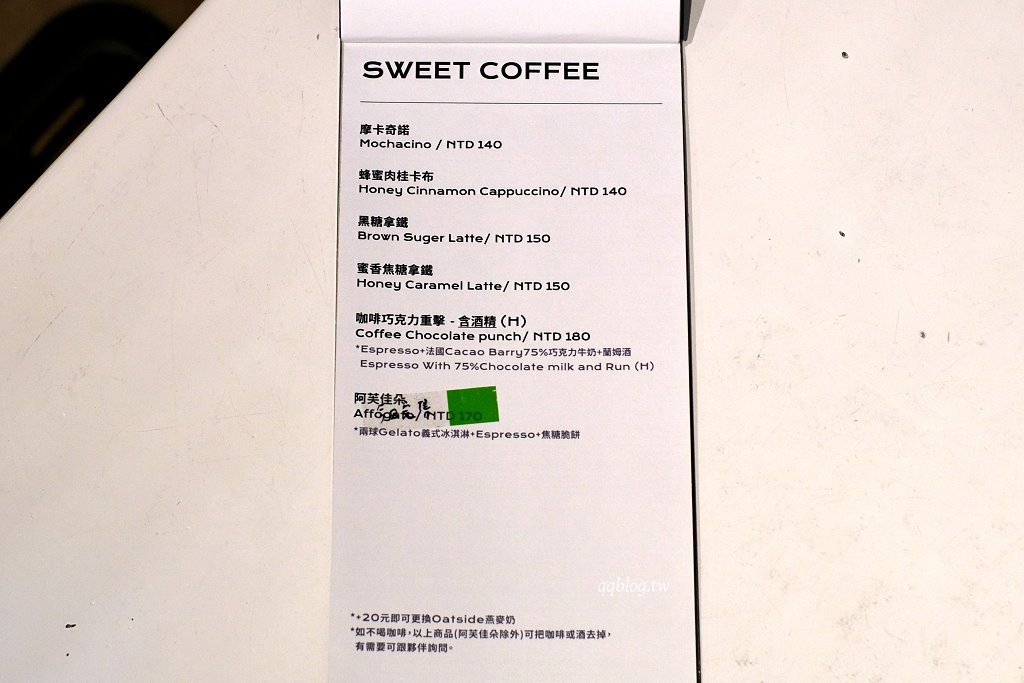 SWEET COFFEE
摩卡奇諾
Mochacino / NTD 140
蜂蜜肉桂卡布
Honey Cinnamon Cappuccino/ NTD 140
黑糖拿鐵
Brown Suger Latte/ NTD 150
蜜香焦糖拿鐵
Honey Caramel Latte/ NTD 150
咖啡巧克力重擊 - 含酒精 (H)
Coffee Chocolate punch/ NTD 180
*Espresso+法國Cacao Barry75%巧克力牛奶+蘭姆酒
Espresso With 75%Chocolate milk and Run (H)
阿芙佳朵
Affogato/ NTD 170
*兩球Gelato義式冰淇淋+Espresso+焦糖脆餅
qqblog.tw
*+20元即可更換Oatside燕麥奶
*如不喝咖啡,以上商品(阿芙佳朵除外)可把咖啡或酒去掉,
有需要可跟夥伴詢問。